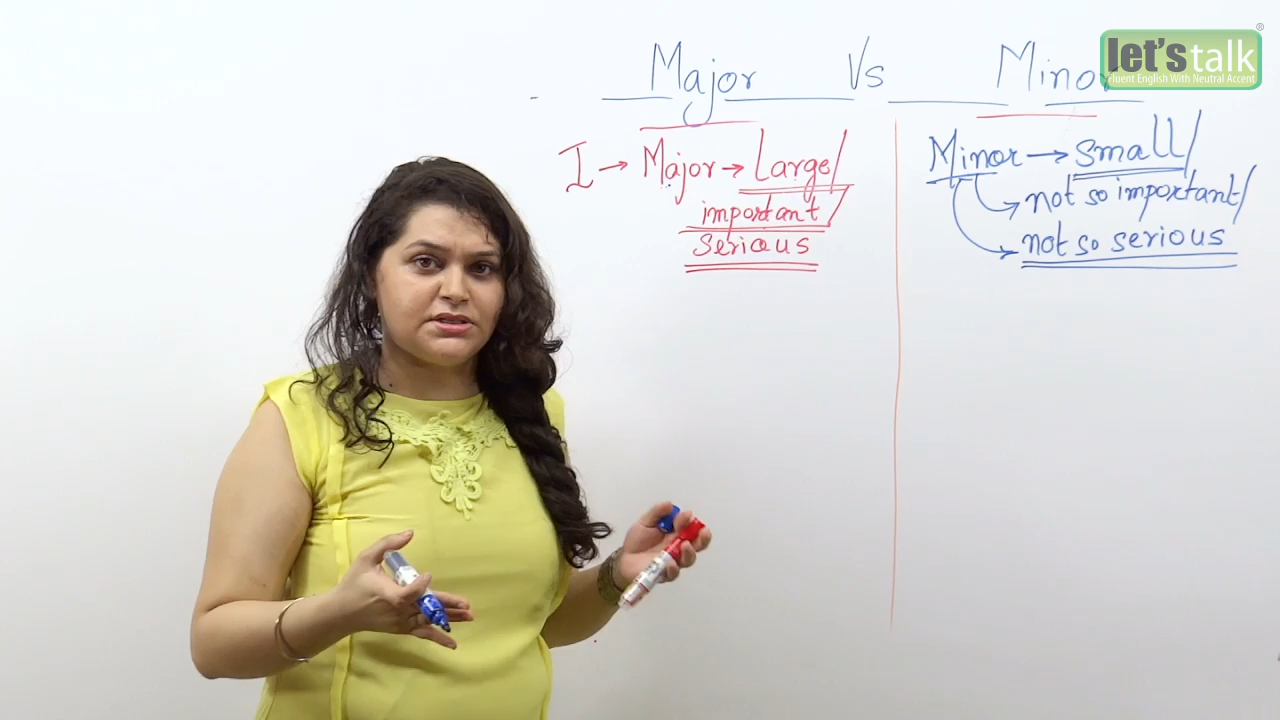 Major Vs Minor
let's talk®
Fluent English With Neutral Accent
I → Major → Large/
important/
Serious
Minor → small/
→ not so important/
→ not so serious